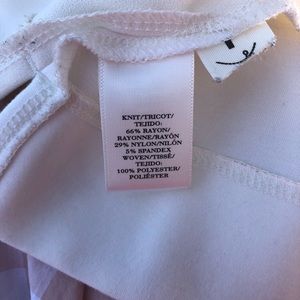 KNIT/TRICOT/
TEJIDO:
66% RAYON/
RAYONNE/RAYÓN
29% NYLON/NILÓN
5% SPANDEX
WOVEN/TISSÉ/
TEJIDO:
100% POLYESTER/
POLIÉSTER